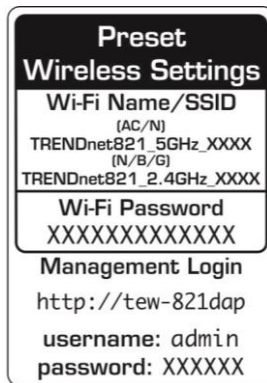 Preset
Wireless Settings
Wi-Fi Name/SSID
(AC/N)
TRENDnet821_5GHz_XXXX
(N/B/G)
TRENDnet821_2.4GHz_XXXX
Wi-Fi Password
XXXXXXXXXXXXX
Management Login
http://tew-821dap
username: admin
password: XXXXXX